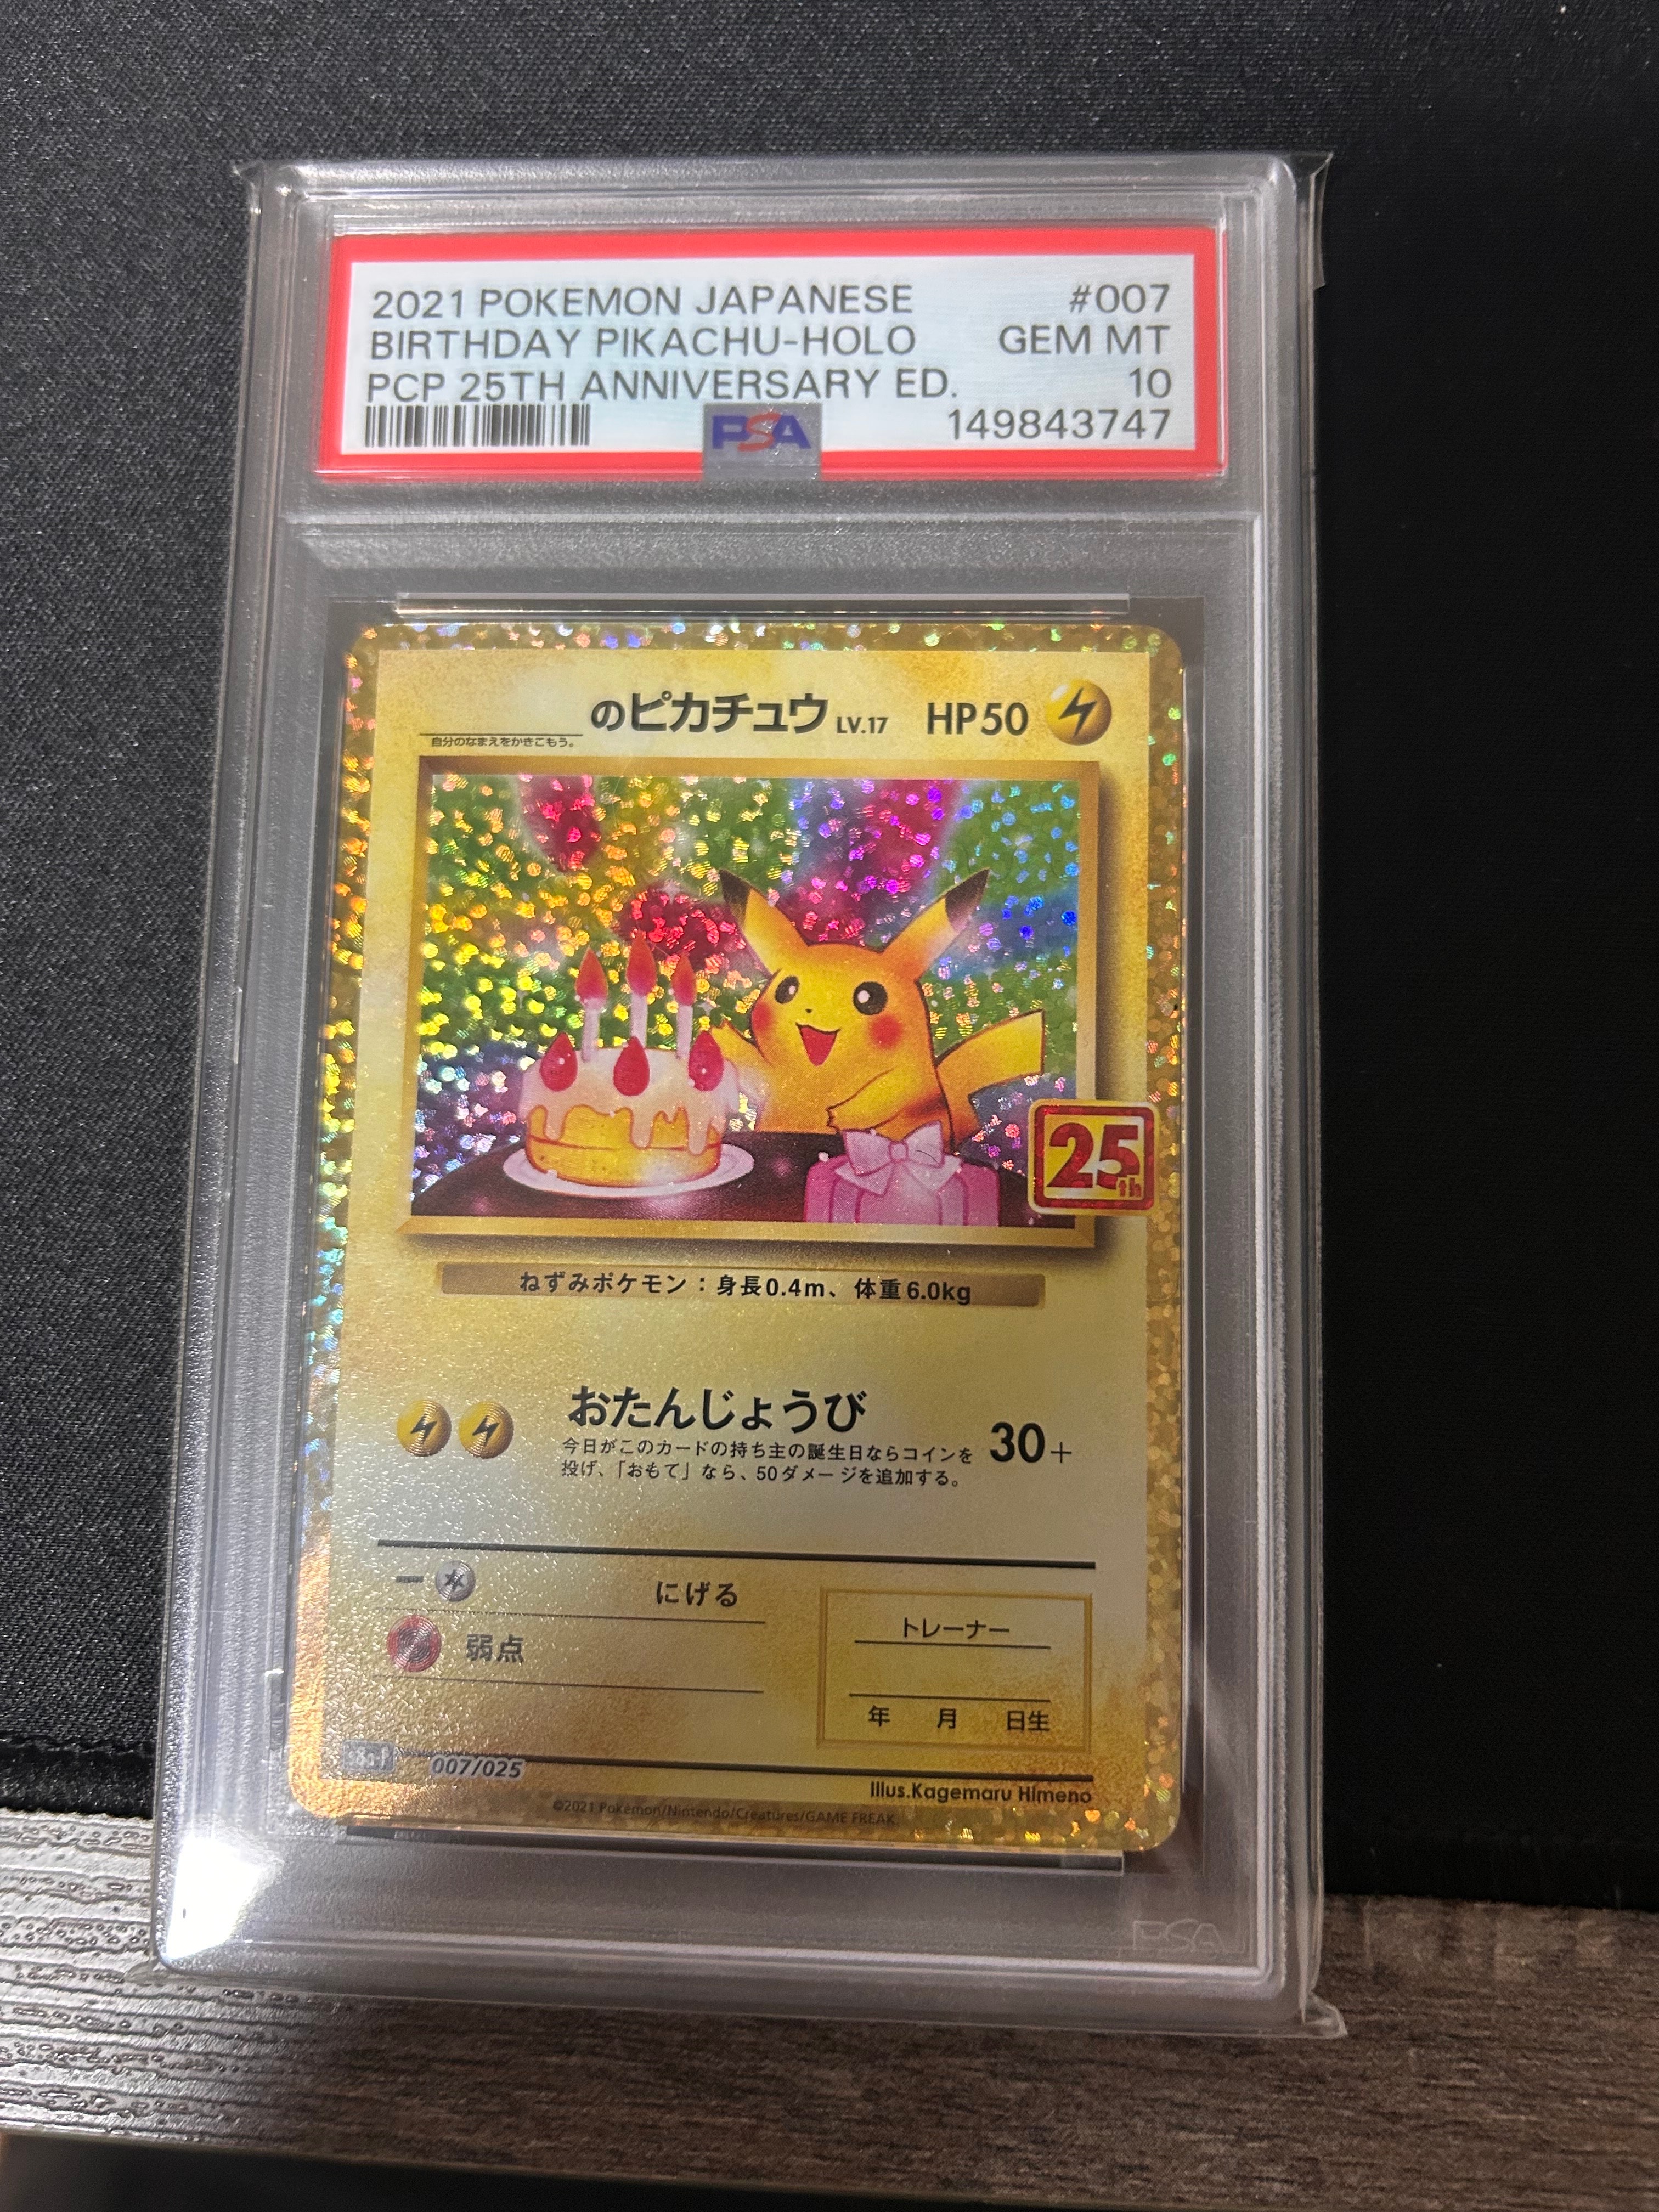 2021 POKEMON JAPANESE #007
BIRTHDAY PIKACHU-HOLO GEM MT
PCP 25TH ANNIVERSARY ED. 10
PSA 149843747
のピカチュウ LV.17 HP50
自分のなまえをかきこもう。
25th
ねずみポケモン：身長0.4m、体重6.0kg
おたんじょうび 30+
今日がこのカードの持ち主の誕生日ならコインを
投げ、「おもて」なら、50ダメージを追加する。
にげる
弱点
トレーナー
年 月 日生
007/025
Illus.Kagemaru Himeno
©2021 Pokémon/Nintendo/Creatures/GAME FREAK.
PSA